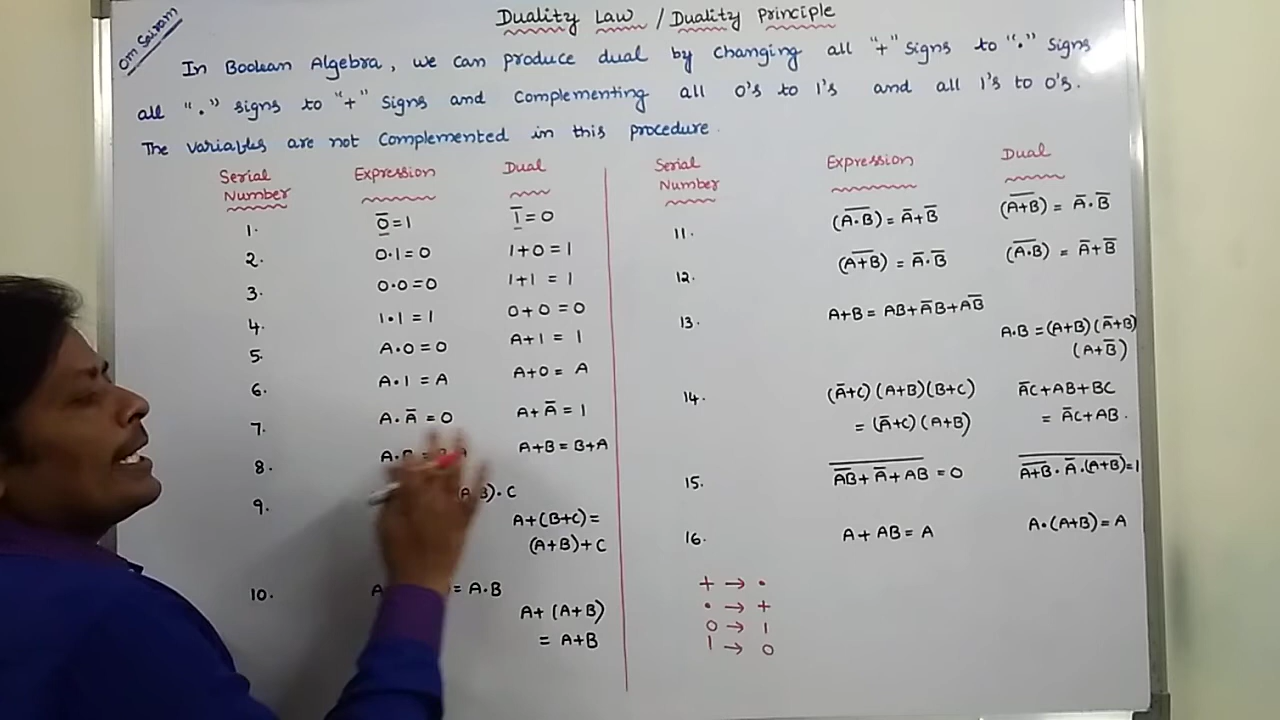 Om Sairam
Duality Law / Duality Principle
In Boolean Algebra, we can produce dual by changing all "+" signs to "." signs
all "." signs to "+" signs and complementing all 0's to 1's and all 1's to 0's.
The variables are not complemented in this procedure.
Serial Number Expression Dual
1. 0̅ = 1 1̅ = 0
2. 0·1 = 0 1+0 = 1
3. 0·0 = 0 1+1 = 1
4. 1·1 = 1 0+0 = 0
5. A·0 = 0 A+1 = 1
6. A·1 = A A+0 = A
7. A·A̅ = 0 A+A̅ = 1
8. A·B = A+B = B+A
9. B)·C
A+(B+C) =
(A+B)+C
10. A = A·B
A+(A+B)
= A+B
Serial Number Expression Dual
11. (A̅·̅B̅) = A̅+B̅ (A̅+̅B̅) = A̅·B̅
12. (A̅+̅B̅) = A̅·B̅ (A̅·̅B̅) = A̅+B̅
13. A+B = AB+A̅B+AB̅
A·B = (A+B)(A̅+B)
(A+B̅)
14. (A̅+C)(A+B)(B+C) A̅C+AB+BC
= (A̅+C)(A+B) = A̅C+AB.
15. \overline{\overline{AB}+A̅+AB} = 0 \overline{\overline{A+B}·A̅·(A+B)} = 1
16. A+AB = A A·(A+B) = A
+ → ·
· → +
0 → 1
1 → 0